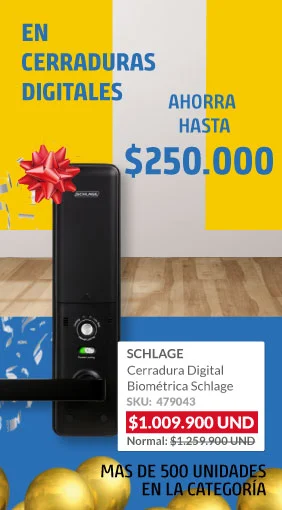 EN
CERRADURAS
DIGITALES
AHORRA
HASTA
$250.000
SCHLAGE
SCHLAGE
Cerradura Digital
Biométrica Schlage
SKU: 479043
$1.009.900 UND
Normal: $1.259.900 UND
MAS DE 500 UNIDADES
EN LA CATEGORÍA